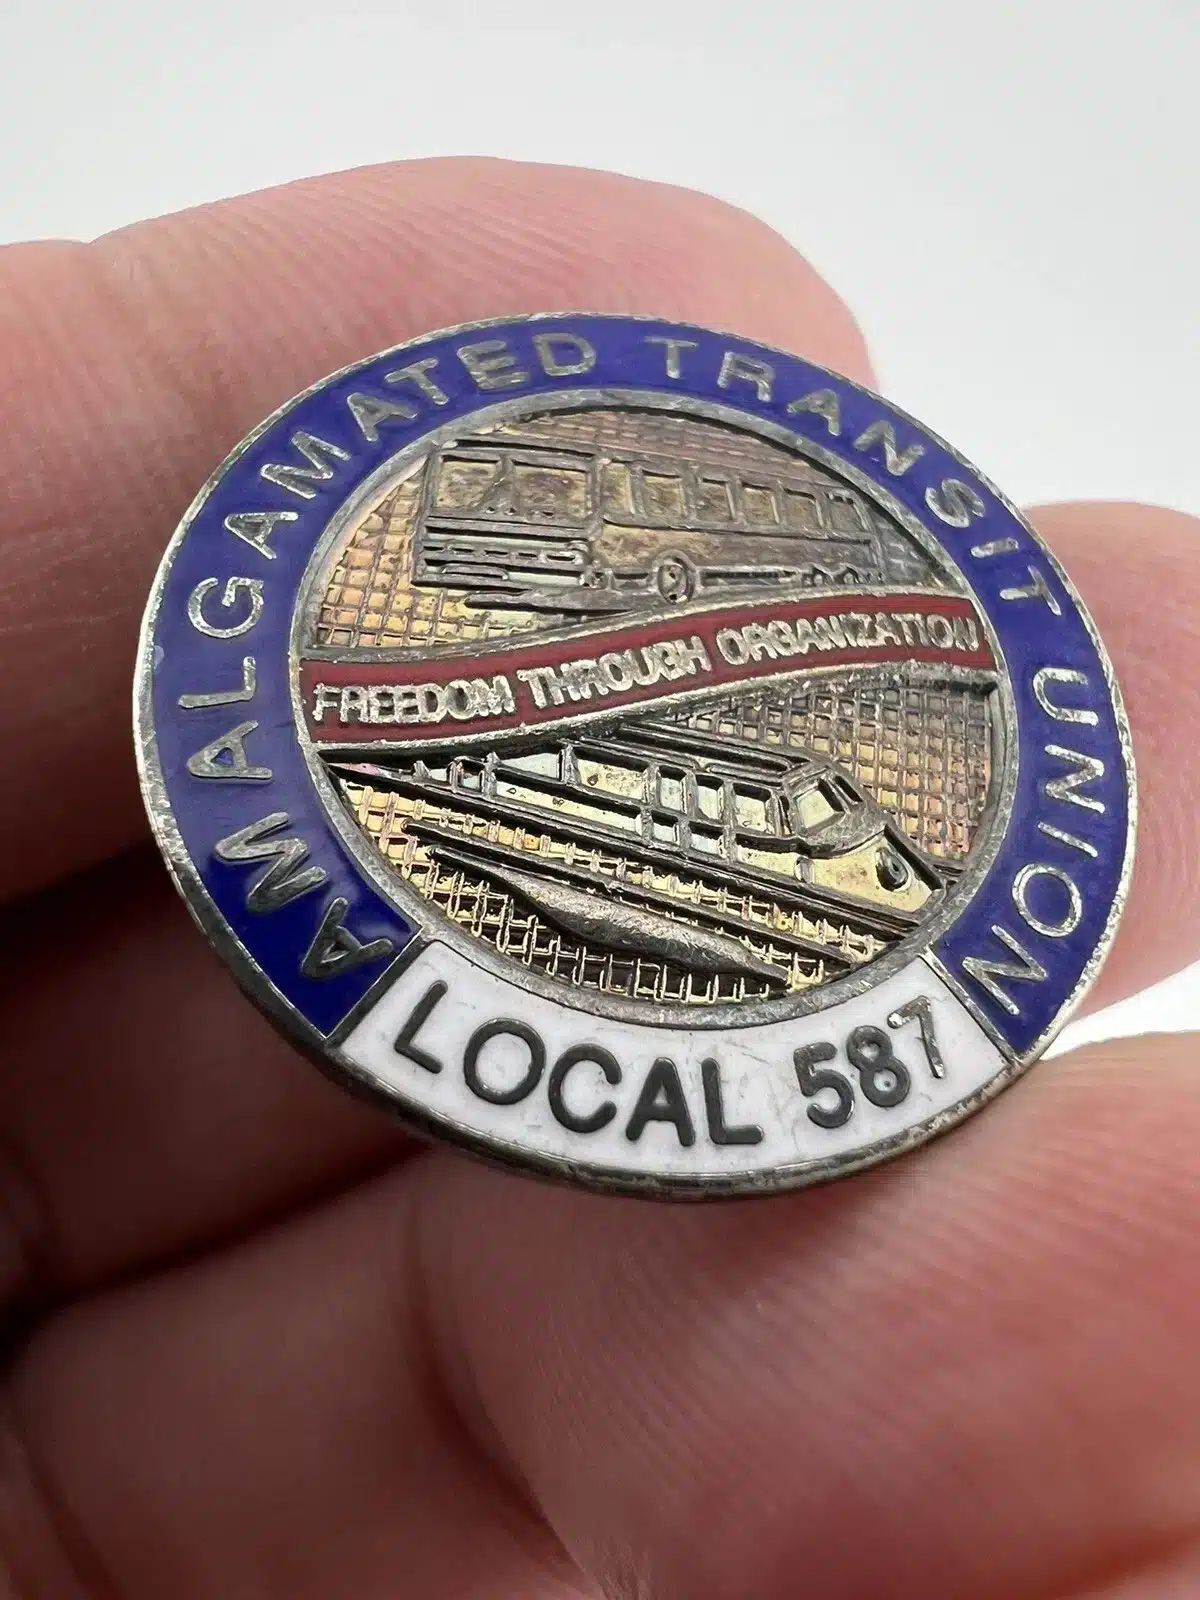 AMALGAMATED TRANSIT UNION
FREEDOM THROUGH ORGANIZATION
LOCAL 587